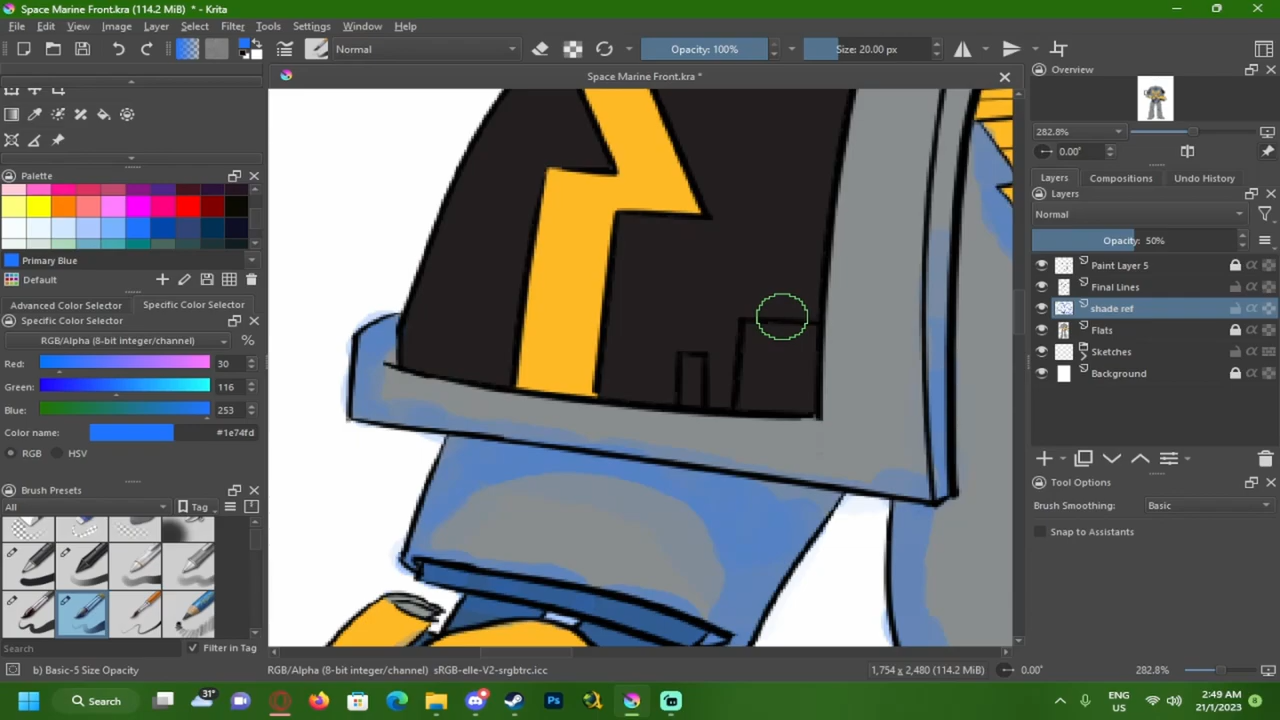 Space Marine Front.kra (114.2 MiB) * - Krita
File Edit View Image Layer Select Filter Tools Settings Window Help
Normal Opacity: 100% Size: 20.00 px
Space Marine Front.kra *
Overview
282.8%
0.00°
Layers Compositions Undo History
Layers
Normal
Opacity: 50%
Paint Layer 5
Final Lines
shade ref
Flats
Sketches
Background
Tool Options
Brush Smoothing: Basic
Snap to Assistants
Palette
Primary Blue
Default
Advanced Color Selector Specific Color Selector
Specific Color Selector
RGB/Alpha (8-bit integer/channel) %
Red: 30
Green: 116
Blue: 253
Color name: #1e74fd
RGB HSV
Brush Presets
All Tag
Search Filter in Tag
b) Basic-5 Size Opacity RGB/Alpha (8-bit integer/channel) sRGB-elle-V2-srgbtrc.icc 1,754 x 2,480 (114.2 MiB) 0.00° 282.8%
Search 31° Ps ENG US 2:49 AM 21/1/2023 8